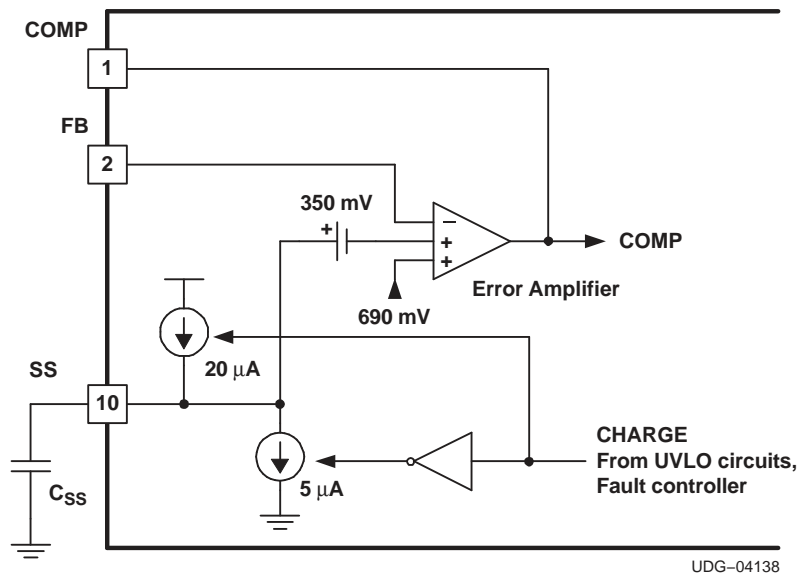 COMP
1
FB
2
350 mV
+
−
+
+
COMP
Error Amplifier
690 mV
SS
20 μA
10
CHARGE
From UVLO circuits,
Fault controller
5 μA
CSS
UDG−04138